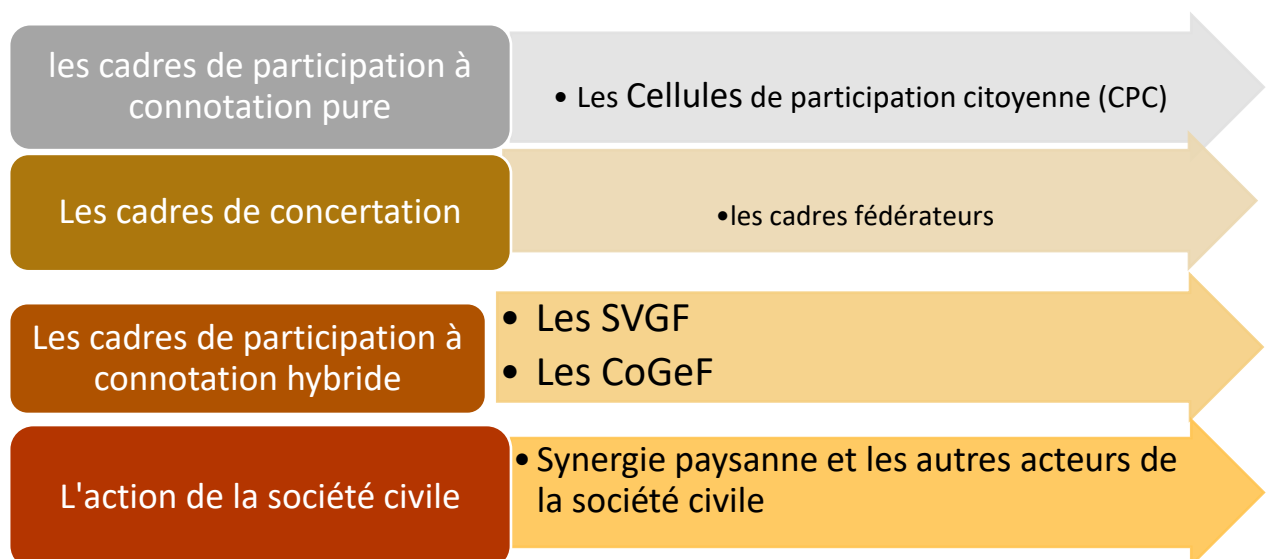 les cadres de participation à
connotation pure
• Les Cellules de participation citoyenne (CPC)
Les cadres de concertation
•les cadres fédérateurs
Les cadres de participation à
connotation hybride
• Les SVGF
• Les CoGeF
L'action de la société civile
• Synergie paysanne et les autres acteurs de
la société civile